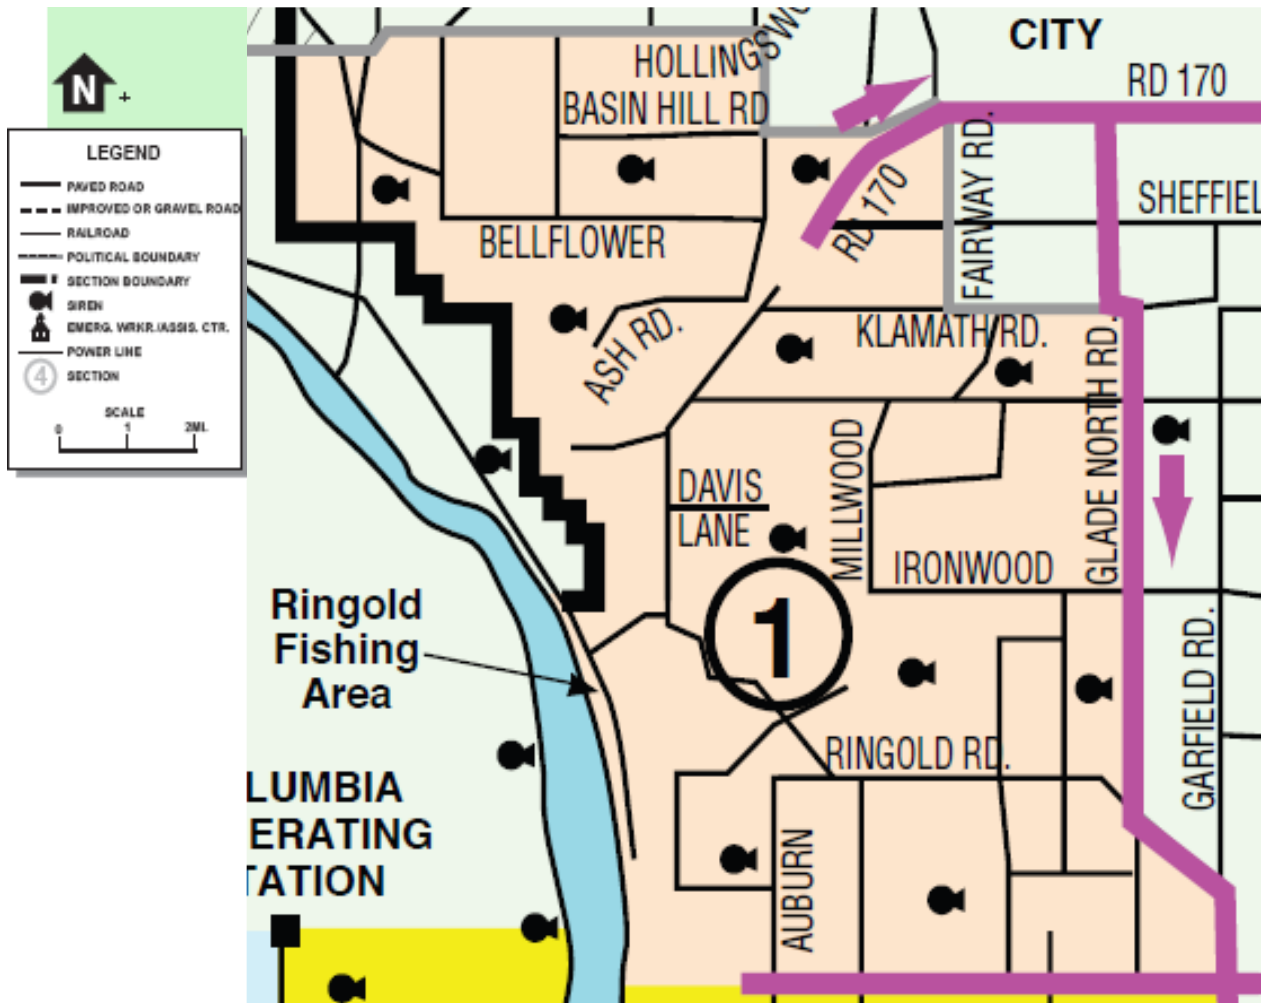 N
LEGEND
PAVED ROAD
IMPROVED OR GRAVEL ROAD
RAILROAD
POLITICAL BOUNDARY
SECTION BOUNDARY
SIREN
EMERG. WRKR./ASSIS. CTR.
POWER LINE
4 SECTION
SCALE
0 1 2MI.
CITY
HOLLINGSWO
BASIN HILL RD
RD 170
RD 170
FAIRWAY RD.
SHEFFIEL
BELLFLOWER
ASH RD.
KLAMATH RD.
GLADE NORTH RD.
MILLWOOD
DAVIS
LANE
IRONWOOD
1
Ringold
Fishing
Area
GARFIELD RD.
RINGOLD RD.
LUMBIA
ERATING
TATION
AUBURN